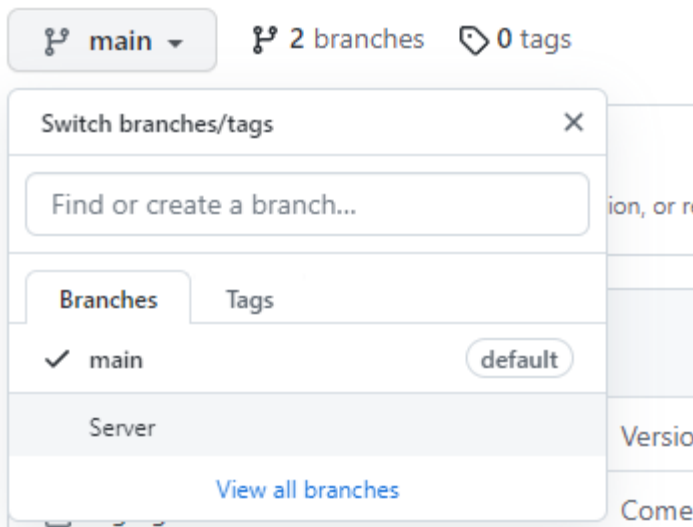 main 2 branches 0 tags
Switch branches/tags
Find or create a branch...
ion, or
Branches Tags
main default
Server
Versio
View all branches
Come